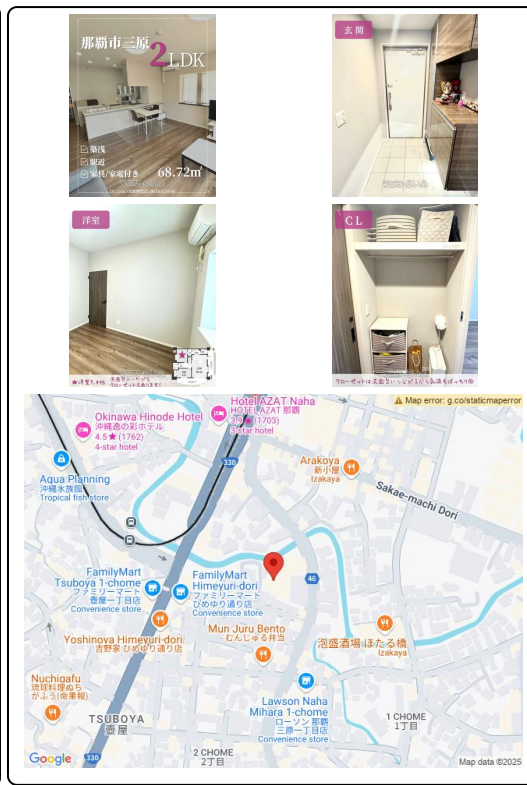 那覇市三原
2LDK
築浅
駅近
家具/家電付き
68.72㎡
玄関
洋室
CL
Hotel AZAT Naha
HOTEL AZAT 那覇
(1703)
3-star hotel
Map error: g.co/staticmaperror
Okinawa Hinode Hotel
沖縄逸の彩ホテル
4.5★ (1762)
4-star hotel
330
Arakoya
新小屋
Izakaya
Aqua Planning
沖縄水族館
Tropical fish store
Sakae-machi Dori
FamilyMart
Tsuboya 1-chome
ファミリーマート
壺屋一丁目店
Convenience store
FamilyMart
Himeyuri-dori
ファミリーマート
ひめゆり通り店
Convenience store
46
Yoshinoya Himeyuri-dori
吉野家 ひめゆり通り店
Mun Juru Bento
むんじゅる弁当
泡盛酒場 ほたる橋
Izakaya
Nuchigafu
琉球料理ぬち
がふう(命果報)
Lawson Naha
Mihara 1-chome
ローソン 那覇
三原一丁目店
Convenience store
TSUBOYA
壺屋
1 CHOME
1丁目
2 CHOME
2丁目
Google
330
Map data ©2025